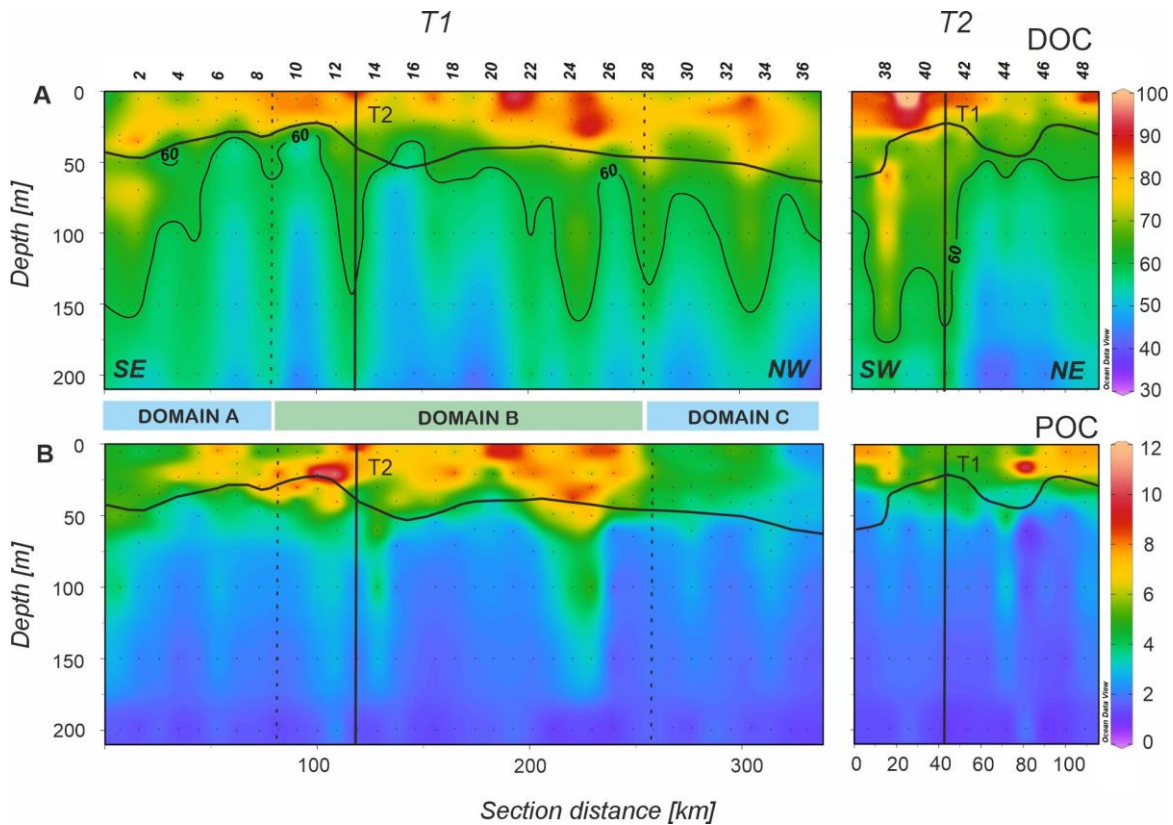 T1 T2
DOC
2 4 6 8 10 12 14 16 18 20 22 24 26 28 30 32 34 36 38 40 41 46 46 48
A
0
50
100
150
200
Depth [m]
60
60
60
T2
SE
NW
T1
60
SW
NE
Ocean Data View
100
90
80
70
60
50
40
30
DOMAIN A DOMAIN B DOMAIN C
POC
B
0
50
100
150
200
Depth [m]
T2
T1
Ocean Data View
12
10
8
6
4
2
0
100 200 300 0 20 40 60 80 100
Section distance [km]